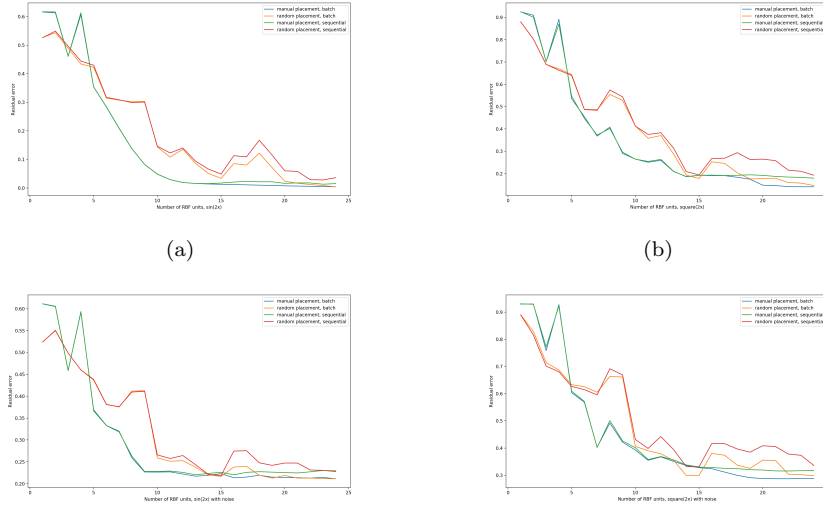 0.6
0.5
0.4
0.3
0.2
0.1
0.0
Residual error
0
5
10
15
20
25
Number of RBF units, sin(2x)
manual placement, batch
random placement, batch
manual placement, sequential
random placement, sequential
0.9
0.8
0.7
0.6
0.5
0.4
0.3
0.2
Residual error
0
5
10
15
20
Number of RBF units, square(2x)
manual placement, batch
random placement, batch
manual placement, sequential
random placement, sequential
(a)
(b)
0.60
0.55
0.50
0.45
0.40
0.35
0.30
0.25
0.20
Residual error
0
5
10
15
20
25
Number of RBF units, sin(2x) with noise
manual placement, batch
random placement, batch
manual placement, sequential
random placement, sequential
0.9
0.8
0.7
0.6
0.5
0.4
0.3
Residual error
0
5
10
15
20
Number of RBF units, square(2x) with noise
manual placement, batch
random placement, batch
manual placement, sequential
random placement, sequential